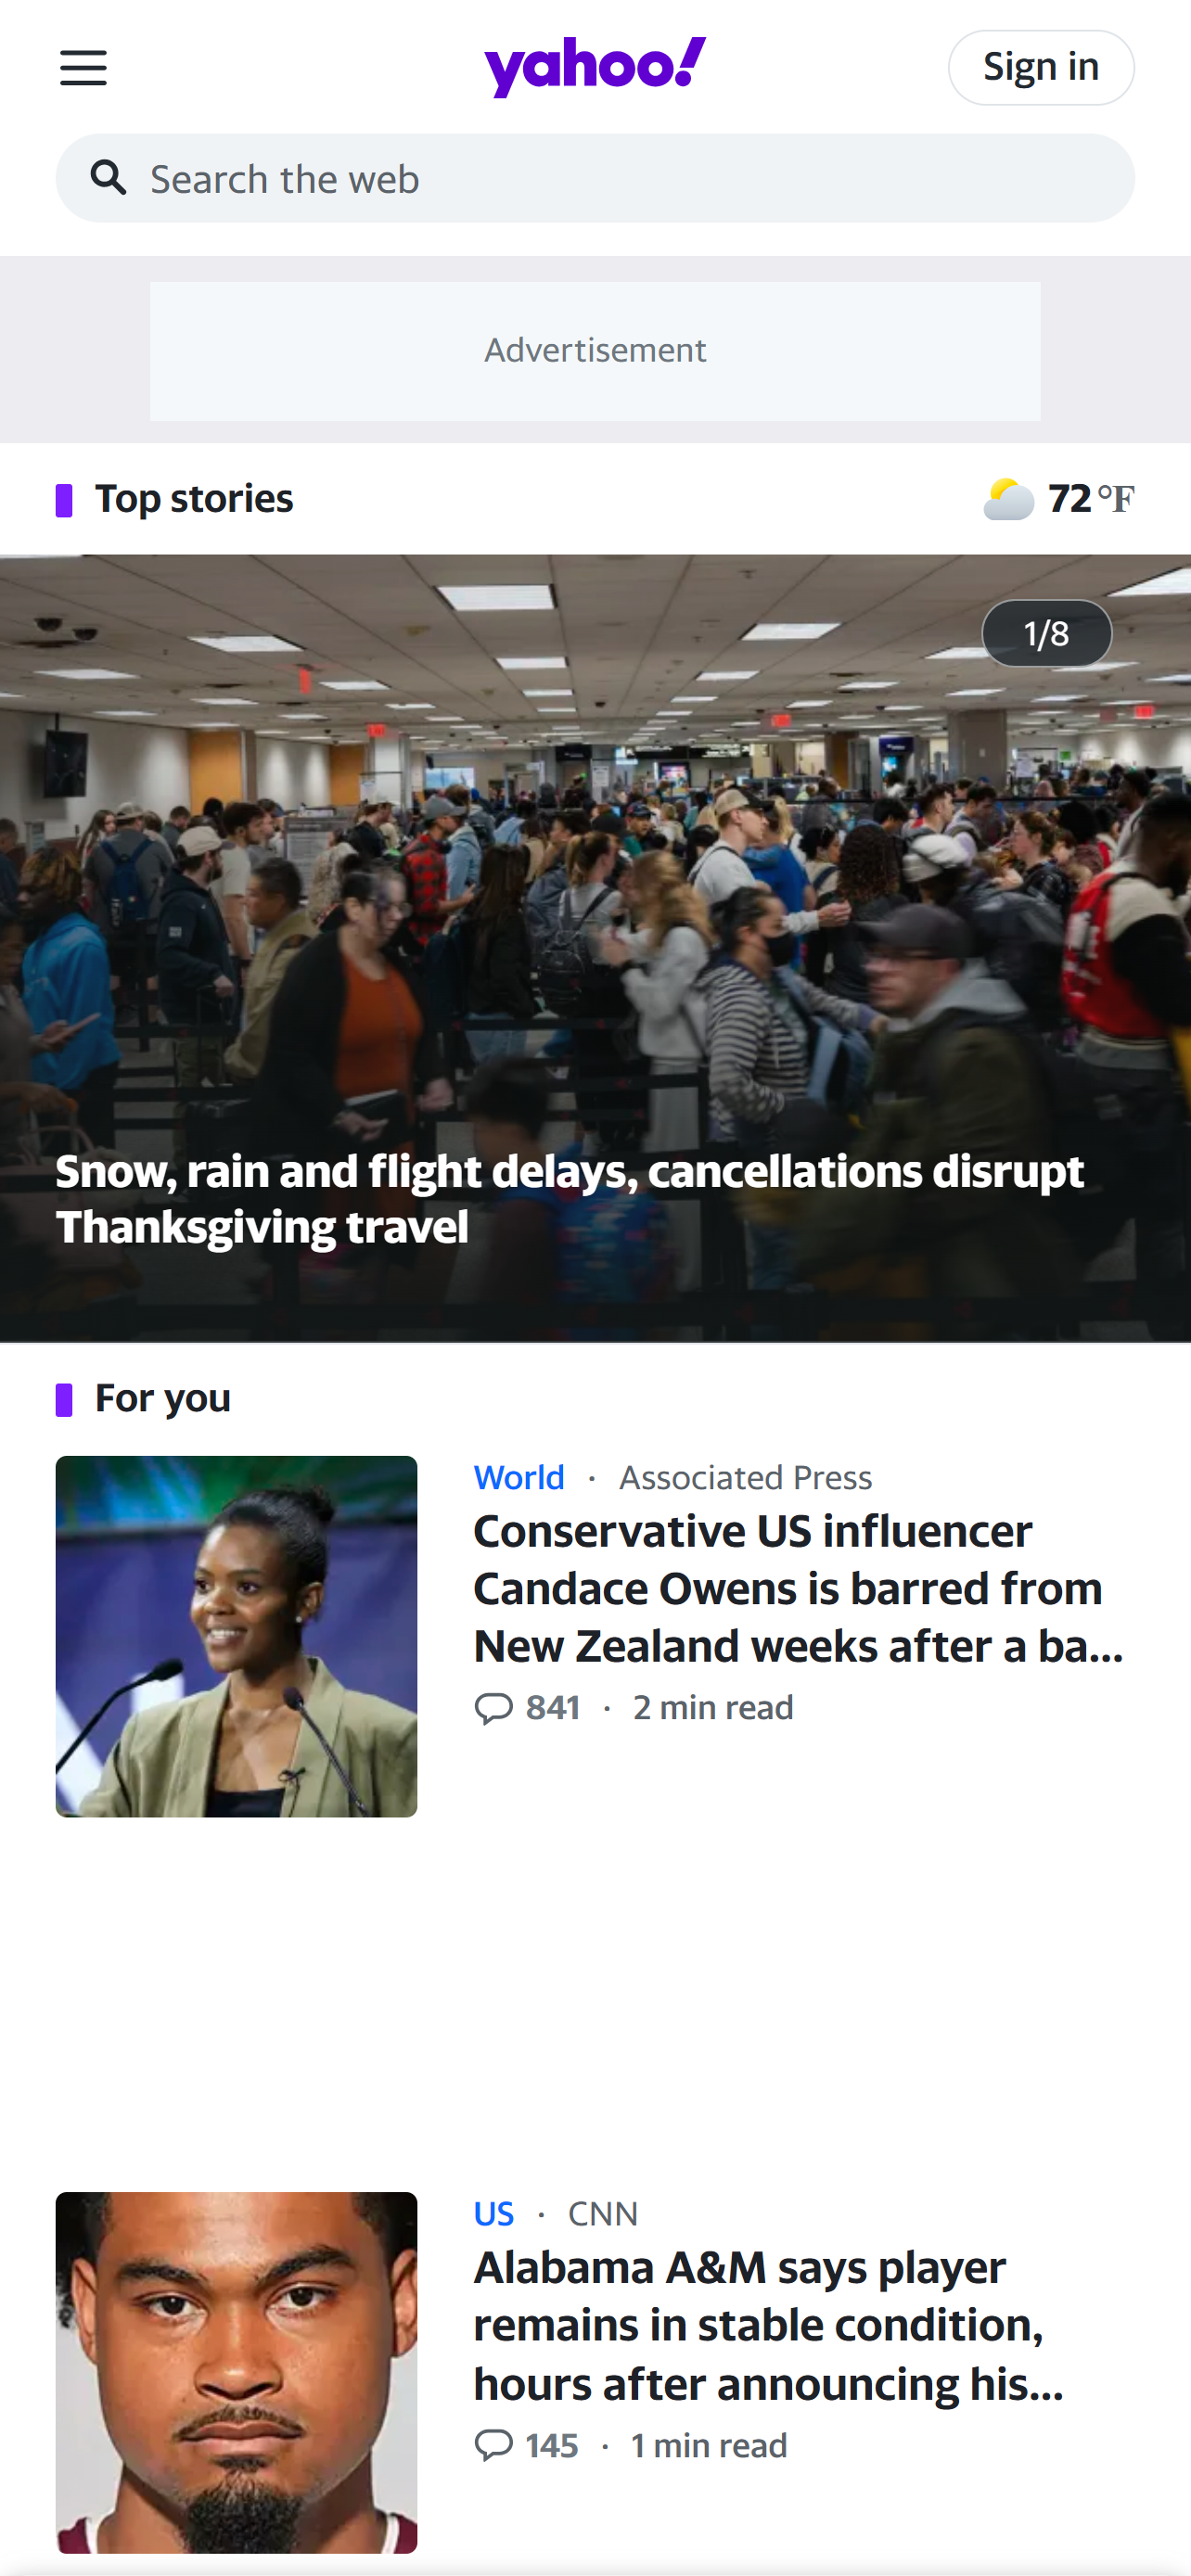 yahoo!
Sign in
Search the web
Advertisement
Top stories
72 °F
1/8
Snow, rain and flight delays, cancellations disrupt
Thanksgiving travel
For you
World · Associated Press
Conservative US influencer
Candace Owens is barred from
New Zealand weeks after a ba...
841 · 2 min read
US · CNN
Alabama A&M says player
remains in stable condition,
hours after announcing his...
145 · 1 min read